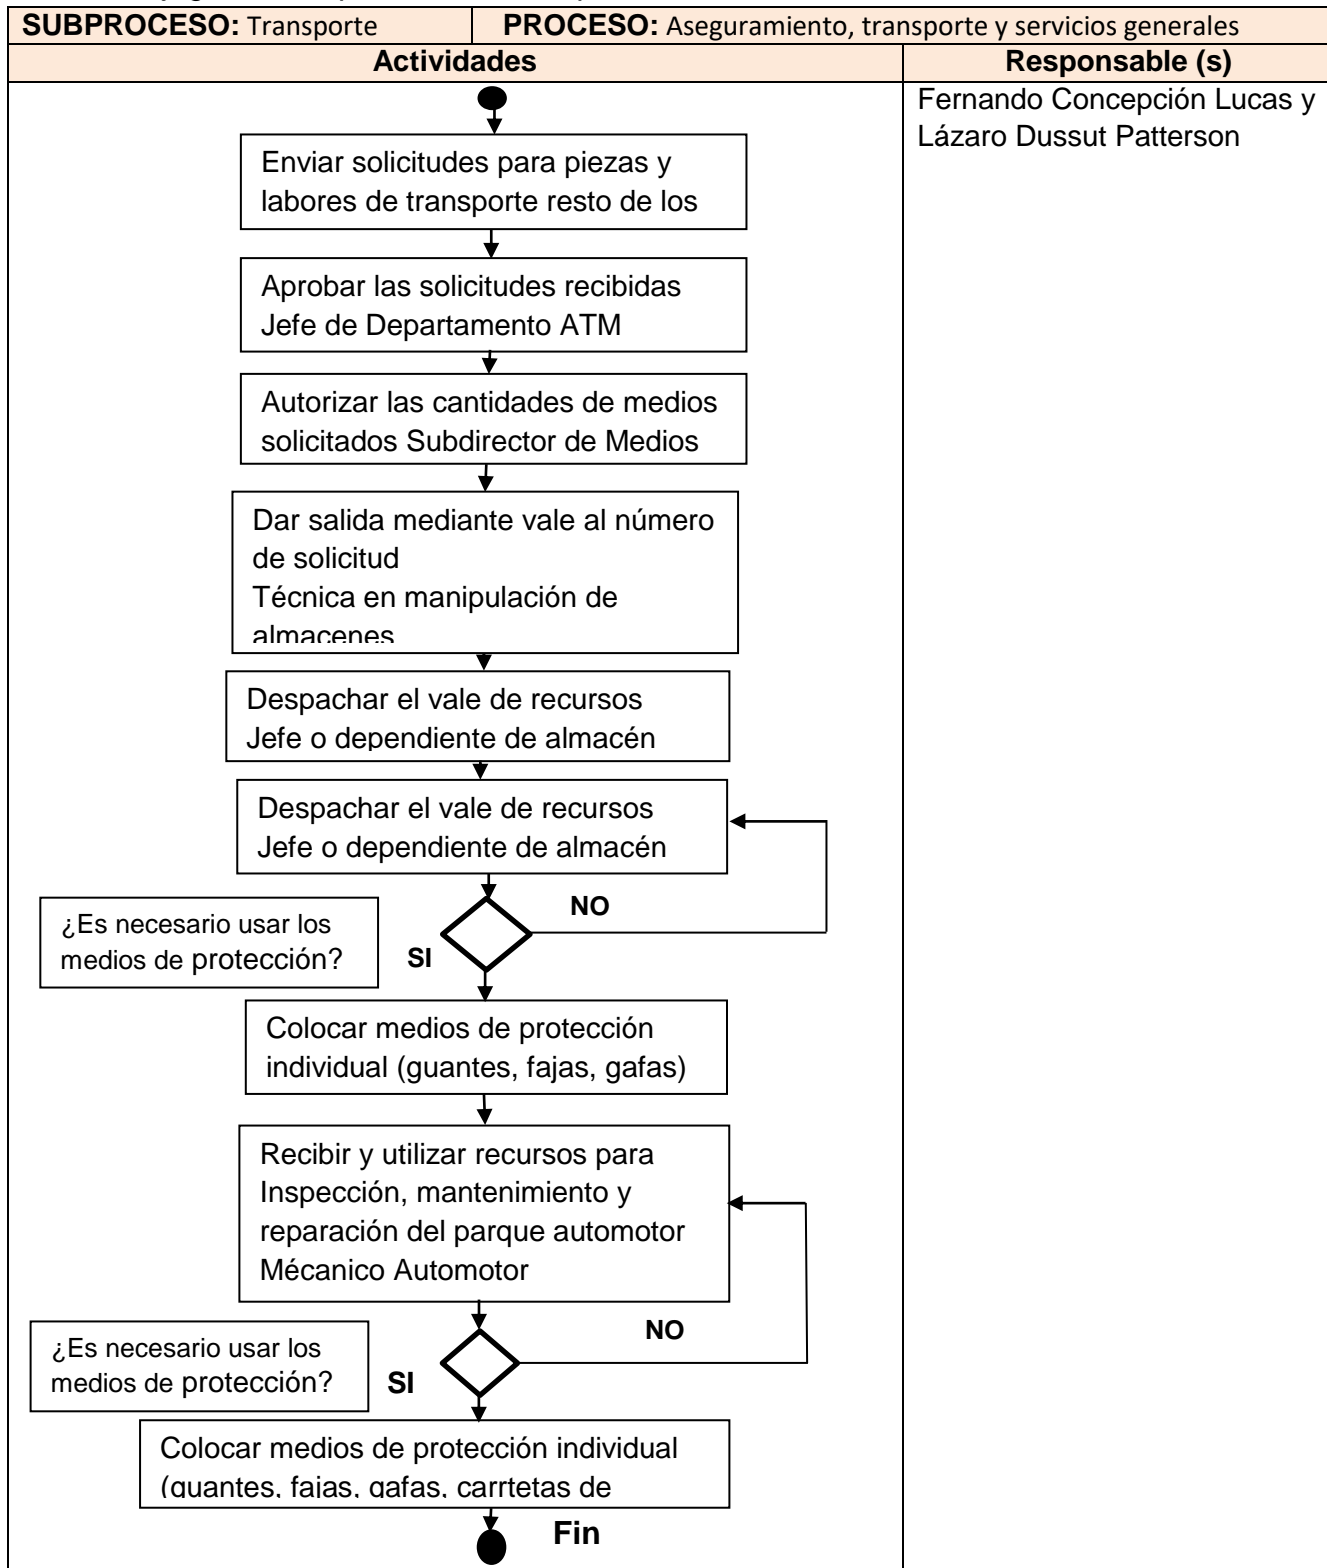 SUBPROCESO: Transporte
PROCESO: Aseguramiento, transporte y servicios generales
Actividades
Responsable (s)
Fernando Concepción Lucas y
Lázaro Dussut Patterson
Enviar solicitudes para piezas y
labores de transporte resto de los
Aprobar las solicitudes recibidas
Jefe de Departamento ATM
Autorizar las cantidades de medios
solicitados Subdirector de Medios
Dar salida mediante vale al número
de solicitud
Técnica en manipulación de
almacenes
Despachar el vale de recursos
Jefe o dependiente de almacén
Despachar el vale de recursos
Jefe o dependiente de almacén
NO
¿Es necesario usar los
medios de protección?
SI
Colocar medios de protección
individual (guantes, fajas, gafas)
Recibir y utilizar recursos para
Inspección, mantenimiento y
reparación del parque automotor
Mécanico Automotor
NO
¿Es necesario usar los
medios de protección?
SI
Colocar medios de protección individual
(guantes, fajas, gafas, carrtetas de
Fin